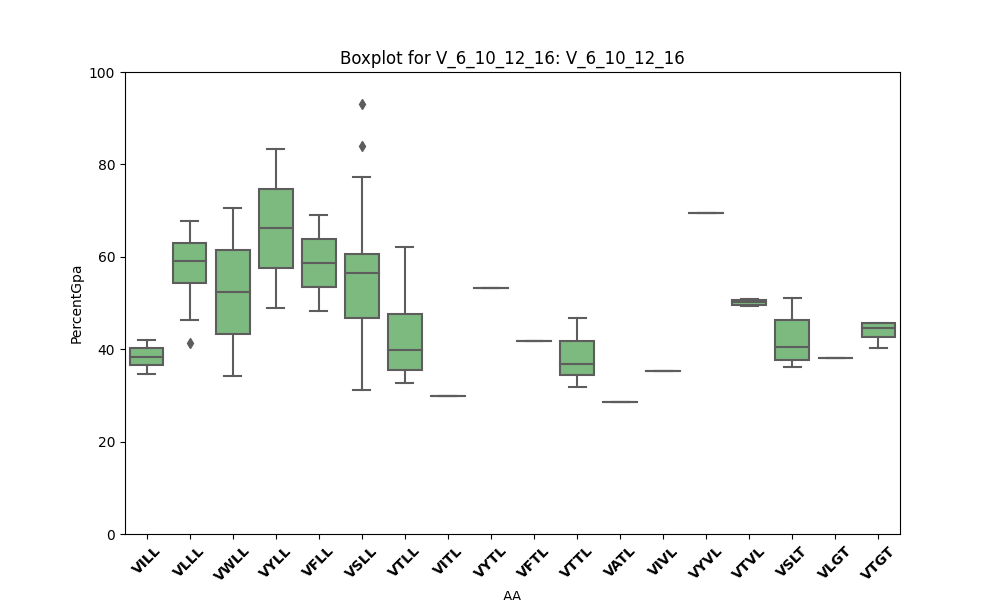 Boxplot for V_6_10_12_16: V_6_10_12_16
100
80
60
40
20
0
PercentGpa
VILL VLLL VWLL VYLL VFLL VSLL VTLL VITL VYTL VFTL VTTL VATL VIVL VYVL VTVL VSLT VLGT VTGT
AA